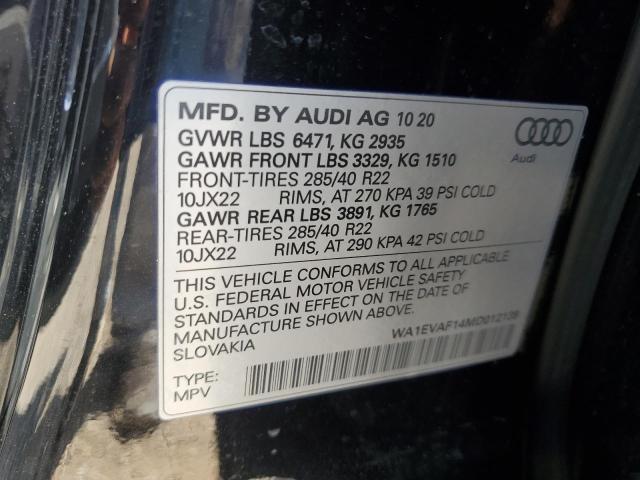 MFD. BY AUDI AG 10 20
GVWR LBS 6471, KG 2935
GAWR FRONT LBS 3329, KG 1510
FRONT-TIRES 285/40 R22
10JX22 RIMS, AT 270 KPA 39 PSI COLD
GAWR REAR LBS 3891, KG 1765
REAR-TIRES 285/40 R22
10JX22 RIMS, AT 290 KPA 42 PSI COLD
Audi
THIS VEHICLE CONFORMS TO ALL APPLICABLE
U.S. FEDERAL MOTOR VEHICLE SAFETY
STANDARDS IN EFFECT ON THE DATE OF
MANUFACTURE SHOWN ABOVE.
SLOVAKIA
WA1EVAF14MD012139
TYPE:
MPV